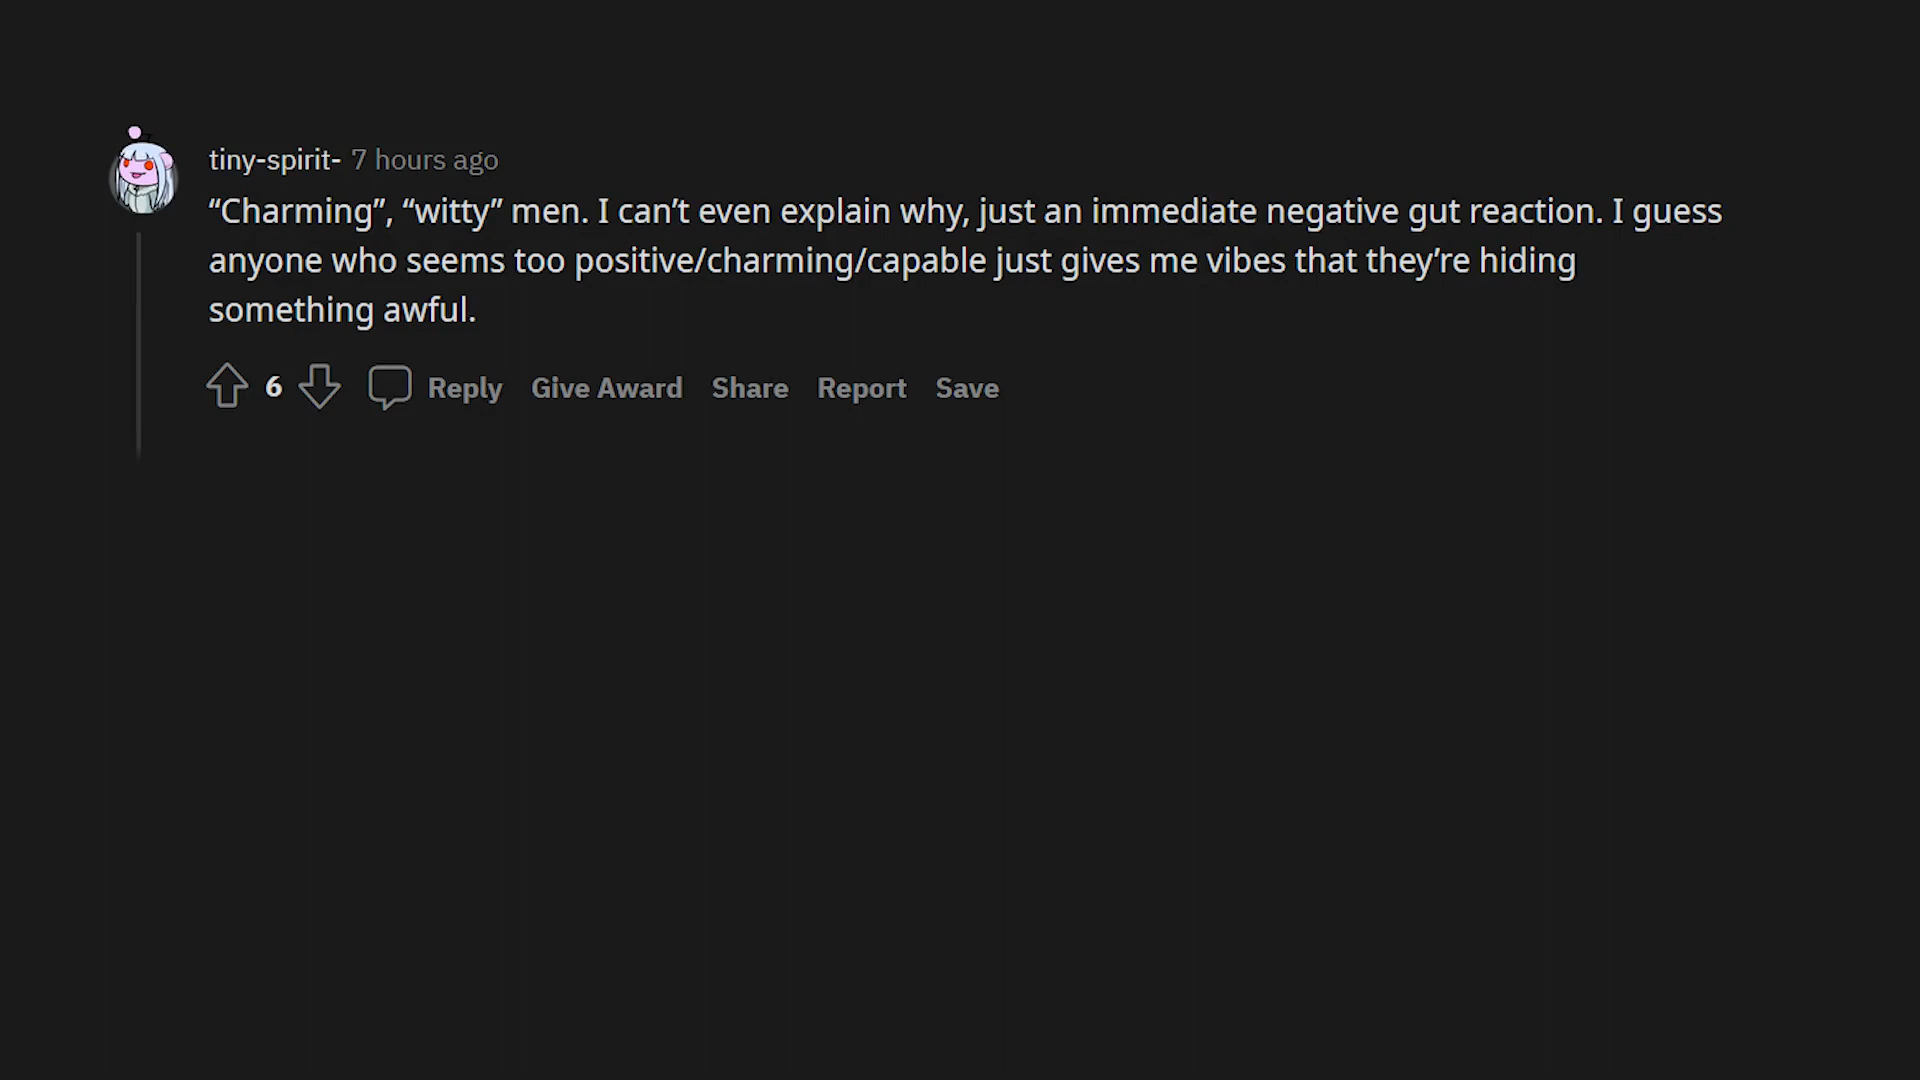 tiny-spirit- 7 hours ago
“Charming”, “witty” men. I can’t even explain why, just an immediate negative gut reaction. I guess
anyone who seems too positive/charming/capable just gives me vibes that they’re hiding
something awful.
6 Reply Give Award Share Report Save